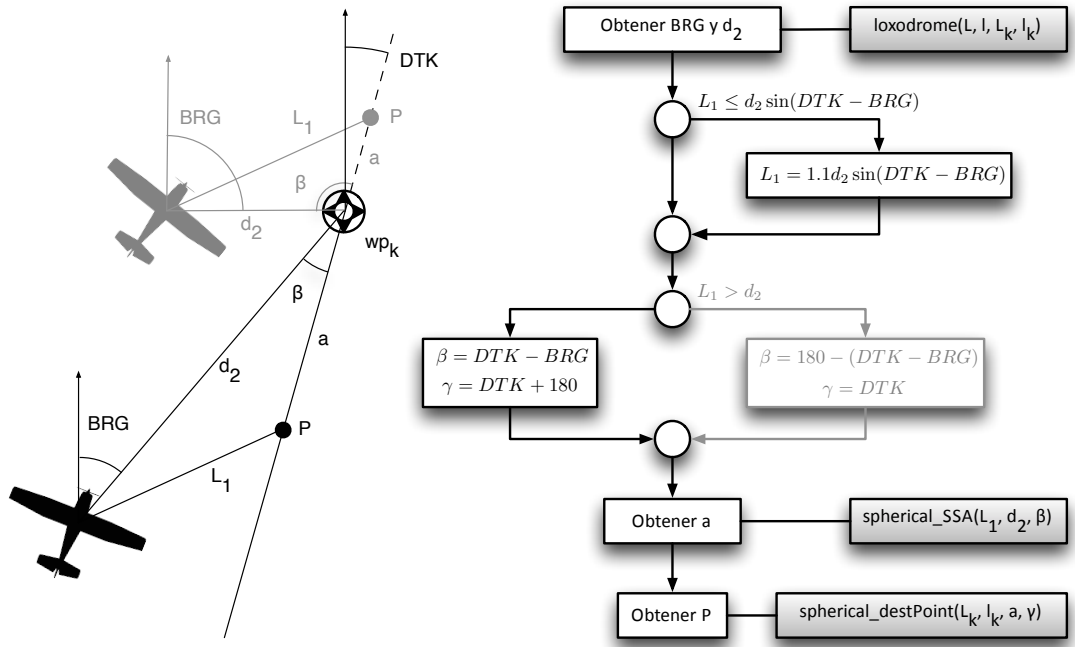 DTK
BRG
L₁
P
a
β
d₂
wpₖ
β
a
d₂
BRG
P
L₁
Obtener BRG y d₂
loxodrome(L, l, Lₖ, lₖ)
L₁ ≤ d₂ sin(DTK − BRG)
L₁ = 1.1d₂ sin(DTK − BRG)
L₁ > d₂
β = DTK − BRG
γ = DTK + 180
β = 180 − (DTK − BRG)
γ = DTK
Obtener a
spherical_SSA(L₁, d₂, β)
Obtener P
spherical_destPoint(Lₖ, lₖ, a, γ)